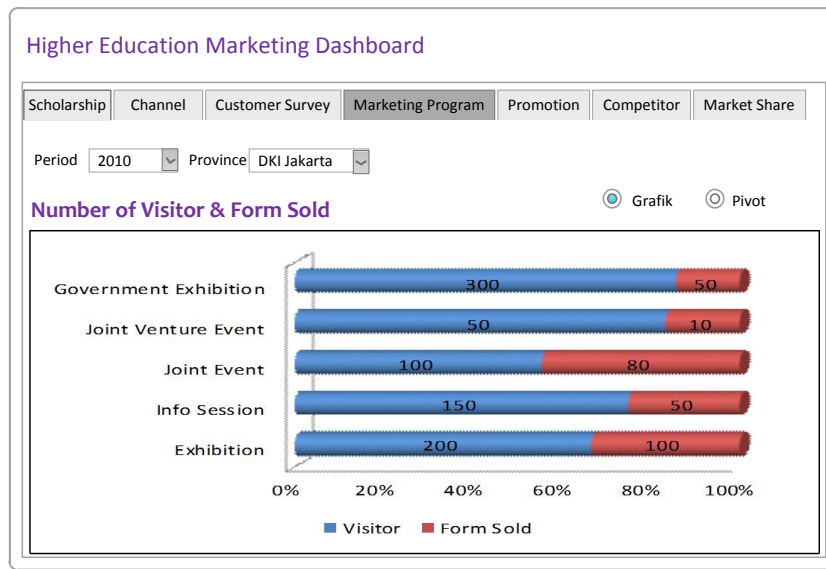 Higher Education Marketing Dashboard
Scholarship Channel Customer Survey Marketing Program Promotion Competitor Market Share
Period 2010 Province DKI Jakarta
Grafik Pivot
Number of Visitor & Form Sold
Government Exhibition 300 50
Joint Venture Event 50 10
Joint Event 100 80
Info Session 150 50
Exhibition 200 100
0% 20% 40% 60% 80% 100%
Visitor Form Sold